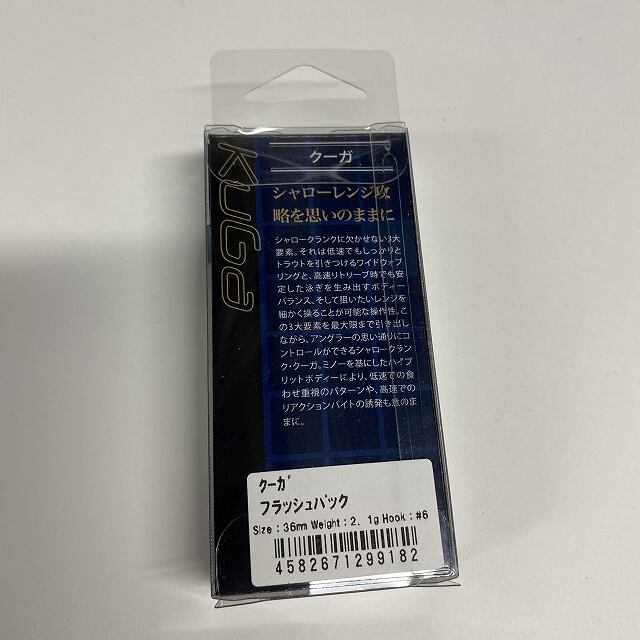 KUGa
クーガ
シャローレンジ攻
略を思いのままに
シャロークランクに欠かせない3大
要素。それは低速でもしっかりと
トラウトを引きつけるワイドウォブ
リングと、高速リトリーブ時でも安
定した泳ぎを生み出すボディー
バランス、そして狙いたいレンジを
細かく操ることが可能な操作性。こ
の3大要素を最大限まで引き出し
ながら、アングラーの思い通りにコ
ントロールができるシャロークラン
ク・クーガ。ミノーを基にしたハイブ
リットボディーにより、低速での食
わせ重視のパターンや、高速での
リアクションバイトの誘発も意のま
まに。
クーガ
フラッシュバック
Size : 36mm Weight : 2. 1g Hook : #6
4582671299182